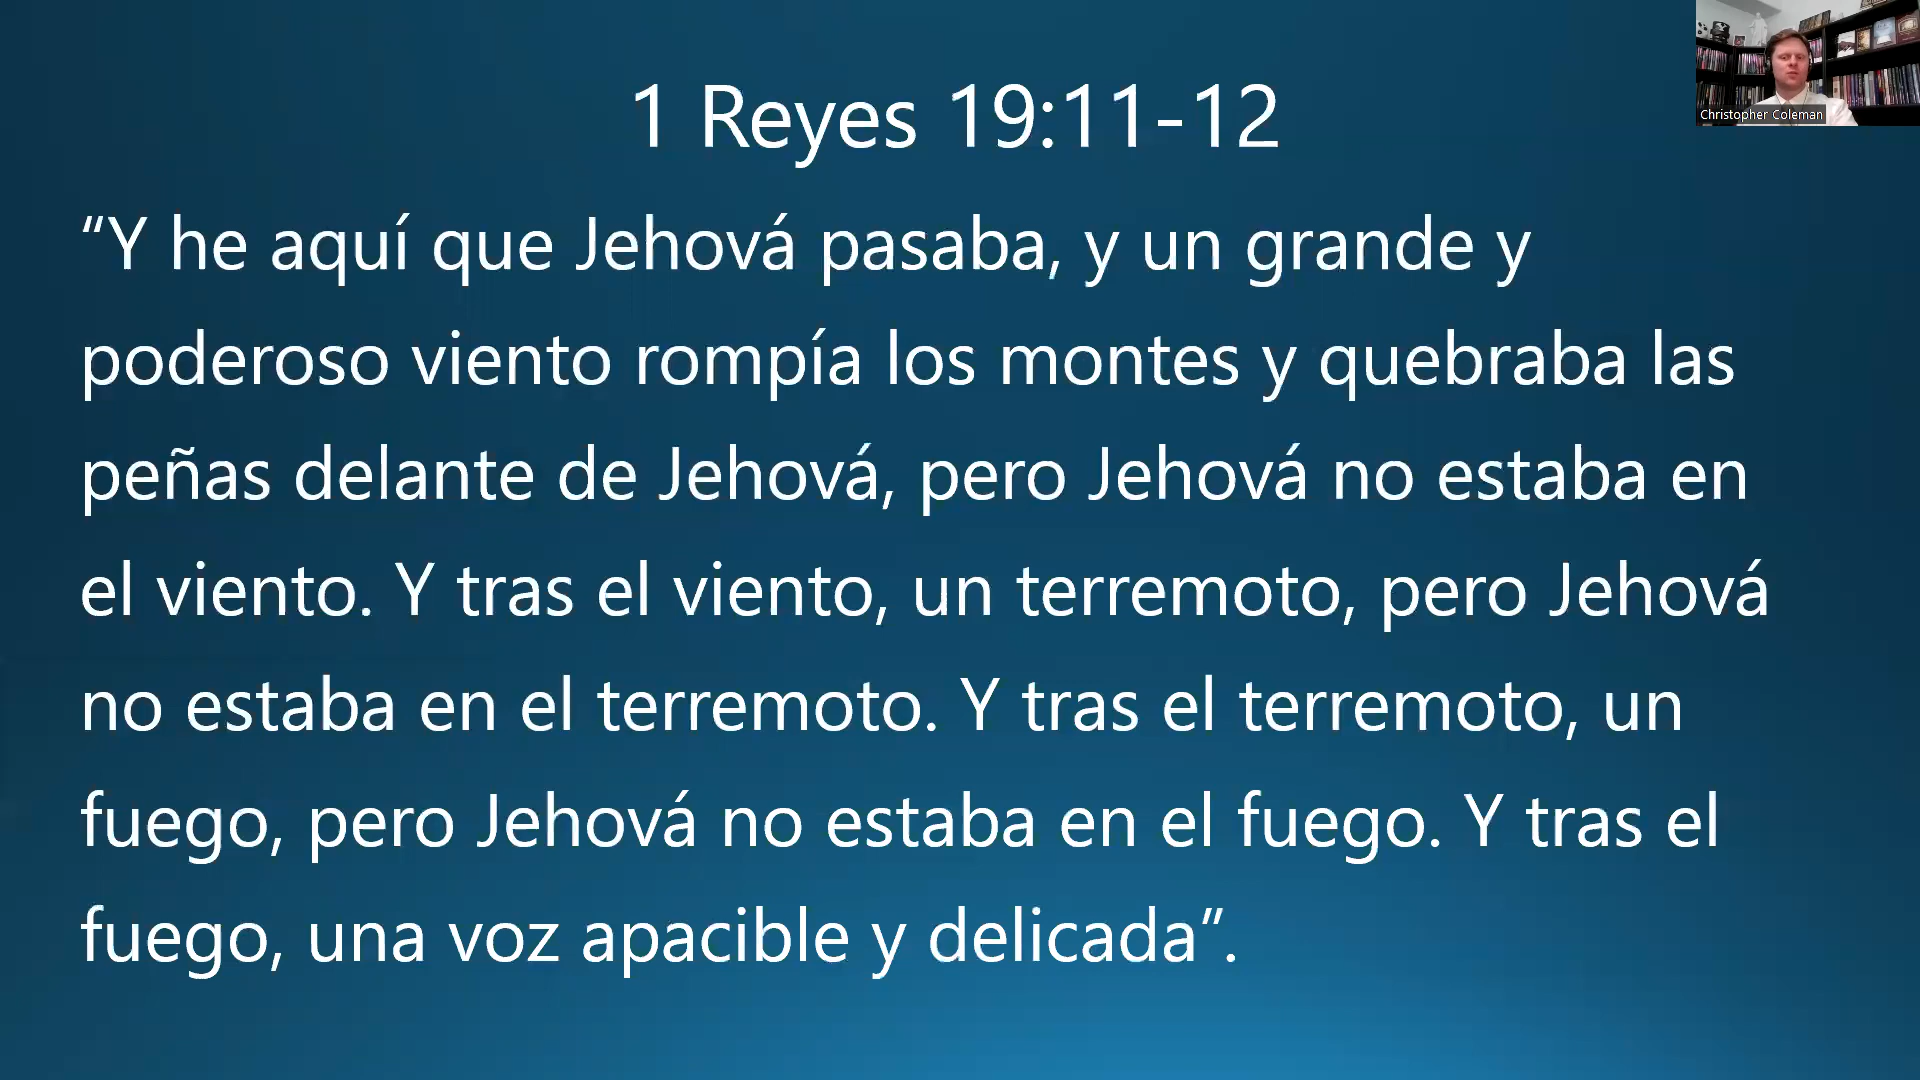 1 Reyes 19:11-12
Christopher Coleman
“Y he aquí que Jehová pasaba, y un grande y
poderoso viento rompía los montes y quebraba las
peñas delante de Jehová, pero Jehová no estaba en
el viento. Y tras el viento, un terremoto, pero Jehová
no estaba en el terremoto. Y tras el terremoto, un
fuego, pero Jehová no estaba en el fuego. Y tras el
fuego, una voz apacible y delicada”.